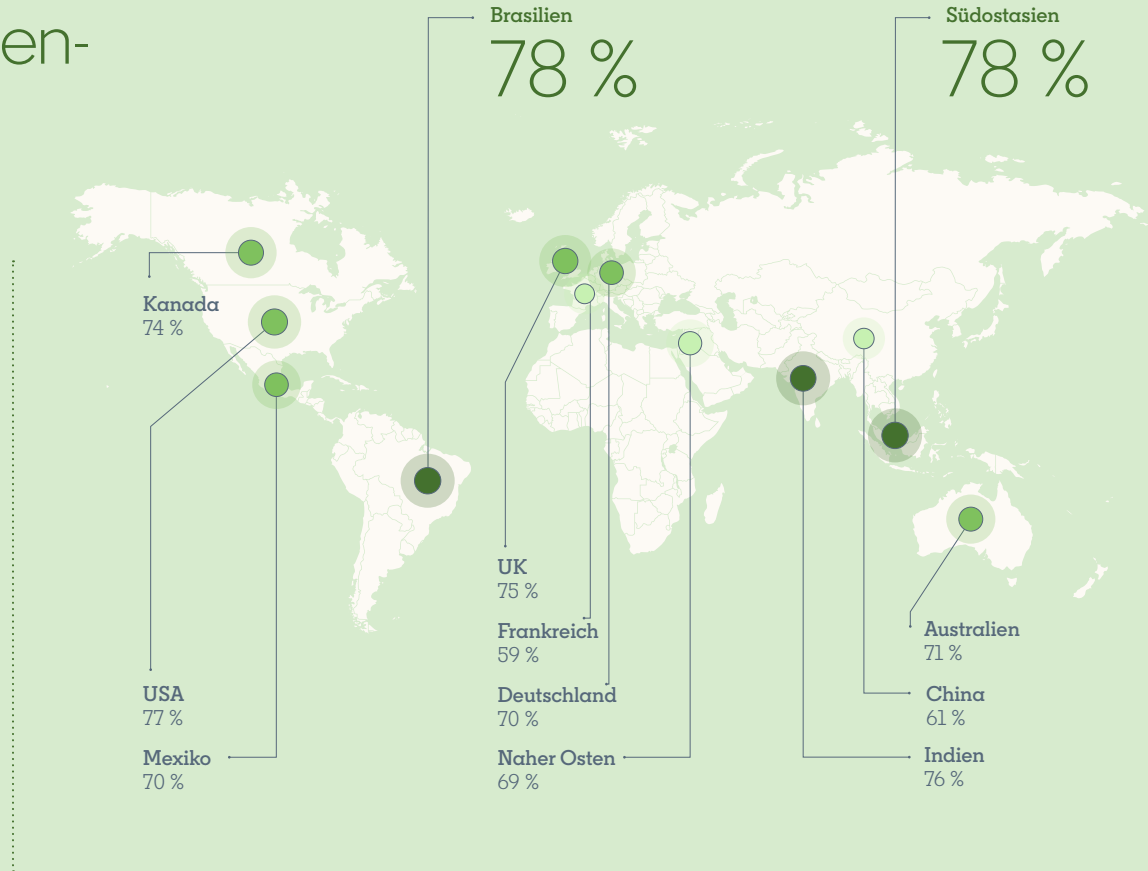 en-
Brasilien
78 %
Südostasien
78 %
Kanada
74 %
USA
77 %
Mexiko
70 %
UK
75 %
Frankreich
59 %
Deutschland
70 %
Naher Osten
69 %
Australien
71 %
China
61 %
Indien
76 %